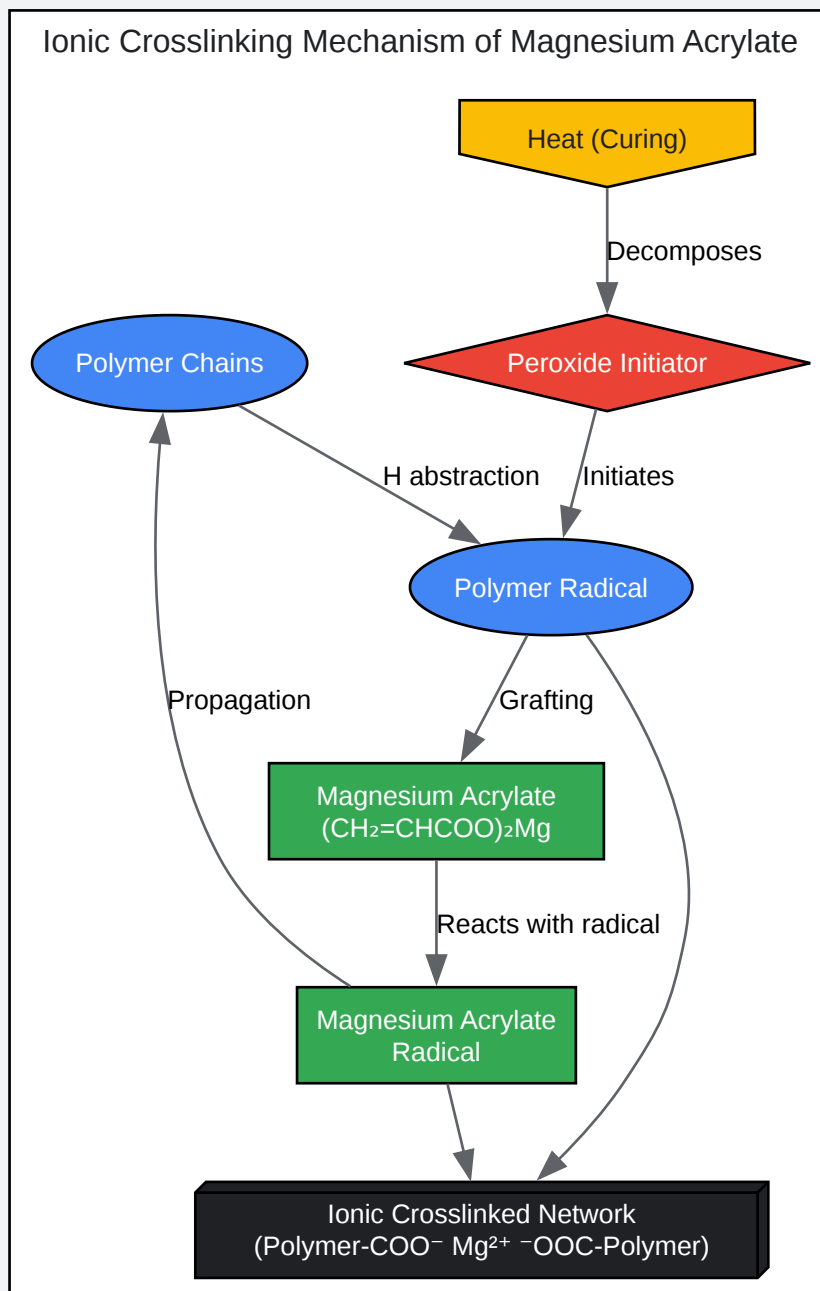 Ionic Crosslinking Mechanism of Magnesium Acrylate
Heat (Curing)
Decomposes
Polymer Chains
Peroxide Initiator
H abstraction
Initiates
Polymer Radical
Propagation
Grafting
Magnesium Acrylate
(CH₂=CHCOO)₂Mg
Reacts with radical
Magnesium Acrylate
Radical
Ionic Crosslinked Network
(Polymer-COO⁻ Mg²⁺ ⁻OOC-Polymer)